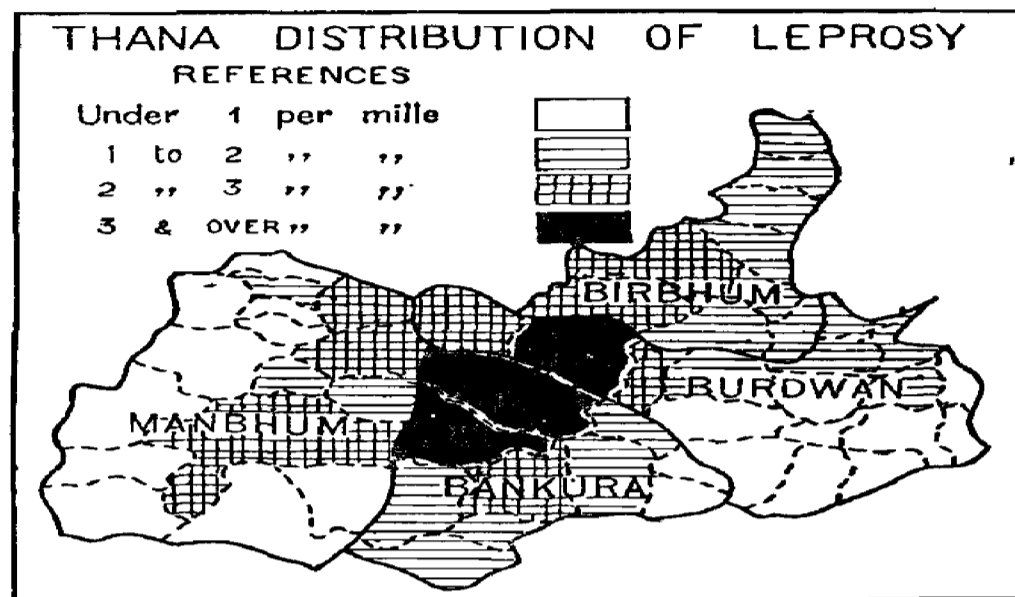 THANA DISTRIBUTION OF LEPROSY
REFERENCES
Under 1 per mille
1 to 2 ,, ,,
2 ,, 3 ,, ,,
3 & OVER ,, ,,
BIRBHUM
BURDWAN
MANBHUM
BANKURA